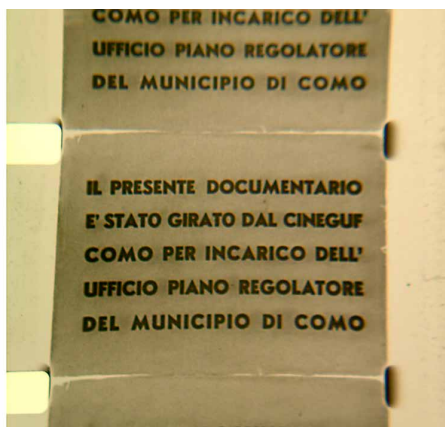 COMO PER INCARICO DELL'
UFFICIO PIANO REGOLATORE
DEL MUNICIPIO DI COMO
IL PRESENTE DOCUMENTARIO
E' STATO GIRATO DAL CINEGUF
COMO PER INCARICO DELL'
UFFICIO PIANO REGOLATORE
DEL MUNICIPIO DI COMO